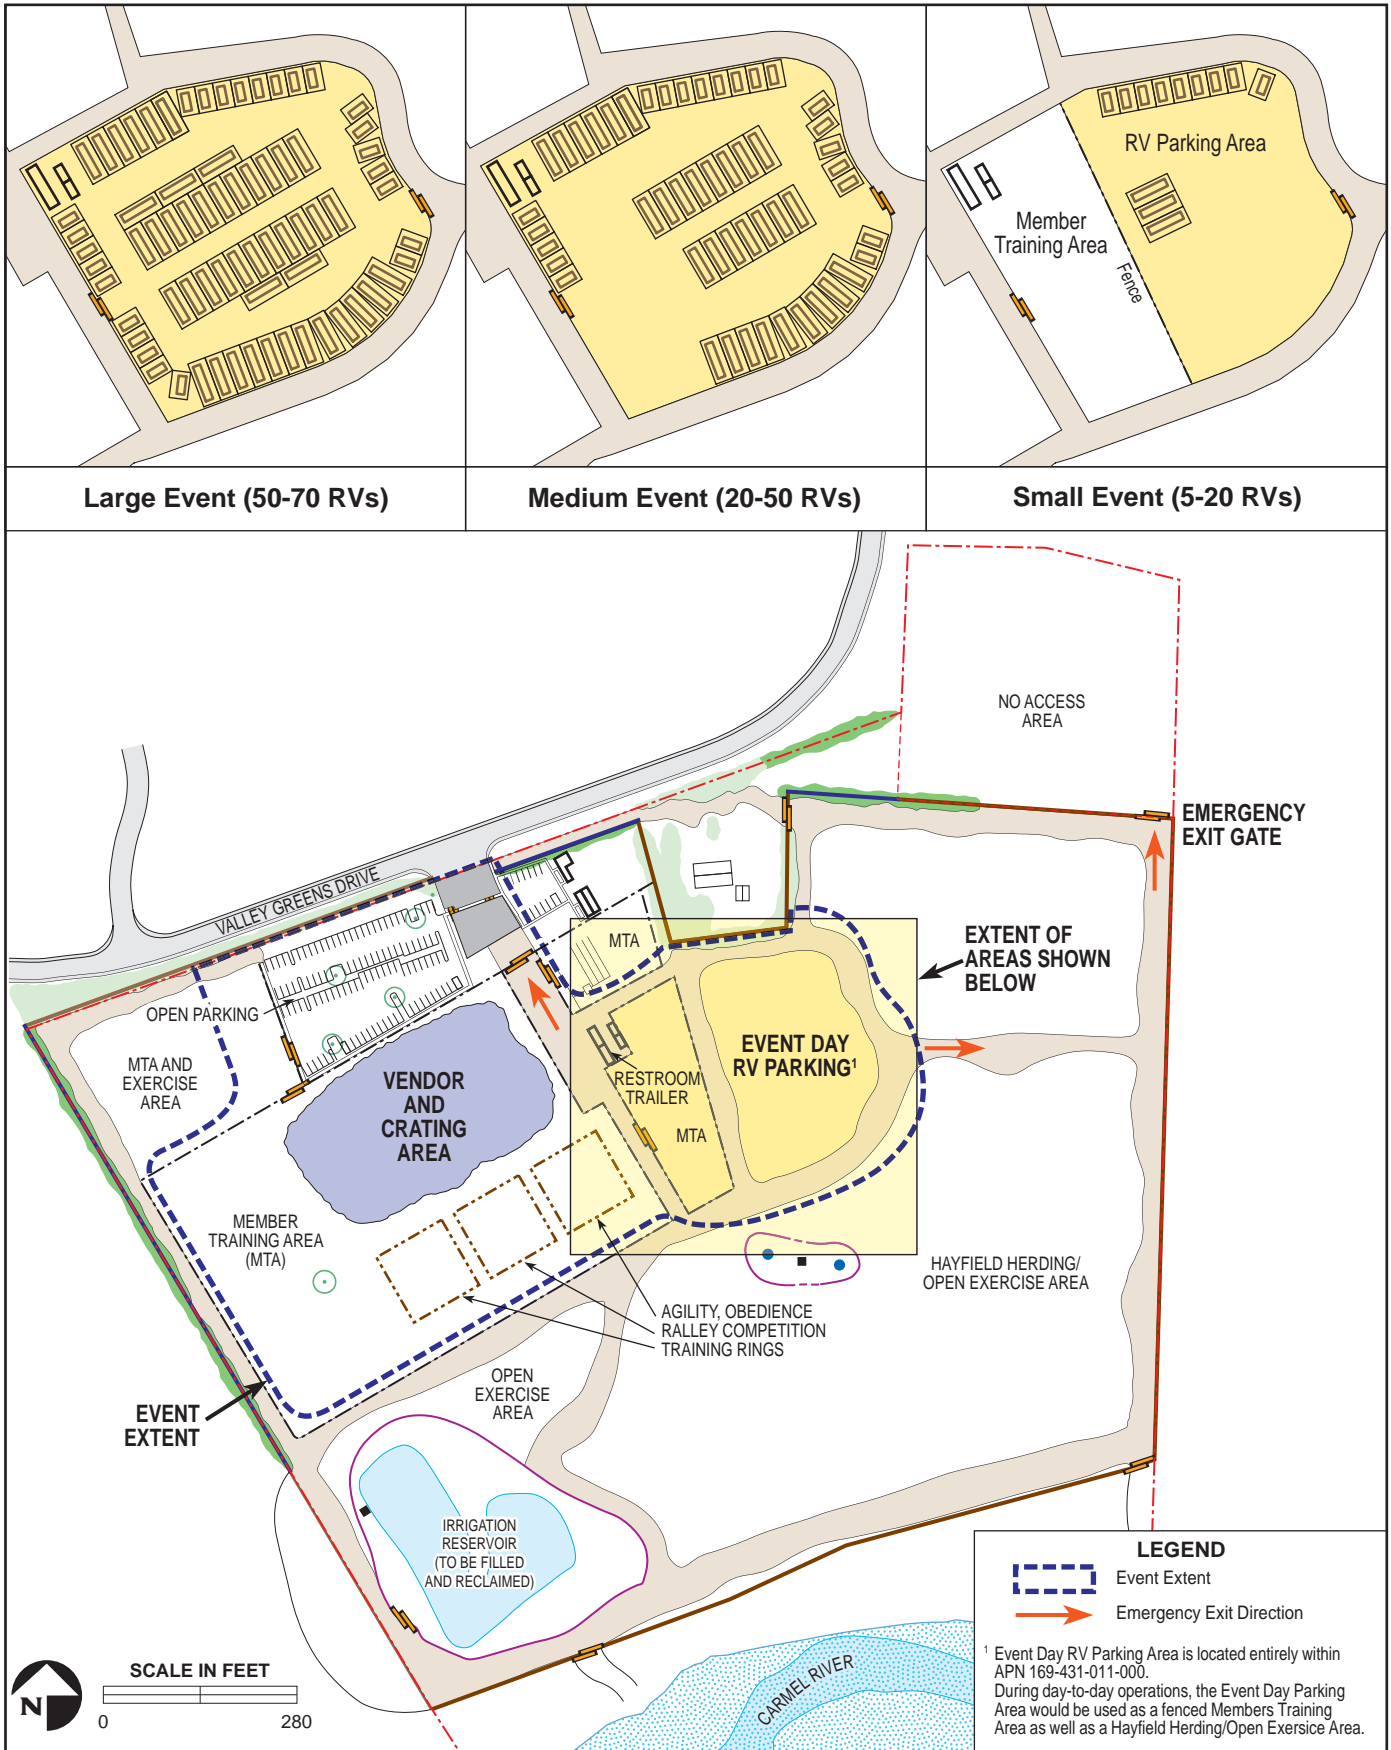 RV Parking Area
Member
Training Area
Fence
Large Event (50-70 RVs)
Medium Event (20-50 RVs)
Small Event (5-20 RVs)
NO ACCESS
AREA
EMERGENCY
EXIT GATE
VALLEY GREENS DRIVE
MTA
EXTENT OF
AREAS SHOWN
BELOW
OPEN PARKING
EVENT DAY
RV PARKING¹
MTA AND
EXERCISE
AREA
VENDOR
AND
CRATING
AREA
RESTROOM
TRAILER
MTA
MEMBER
TRAINING AREA
(MTA)
HAYFIELD HERDING/
OPEN EXERCISE AREA
AGILITY, OBEDIENCE
RALLEY COMPETITION
TRAINING RINGS
OPEN
EXERCISE
AREA
EVENT
EXTENT
IRRIGATION
RESERVOIR
(TO BE FILLED
AND RECLAIMED)
CARMEL RIVER
N
SCALE IN FEET
0 280
LEGEND
Event Extent
Emergency Exit Direction
¹ Event Day RV Parking Area is located entirely within
APN 169-431-011-000.
During day-to-day operations, the Event Day Parking
Area would be used as a fenced Members Training
Area as well as a Hayfield Herding/Open Exersice Area.